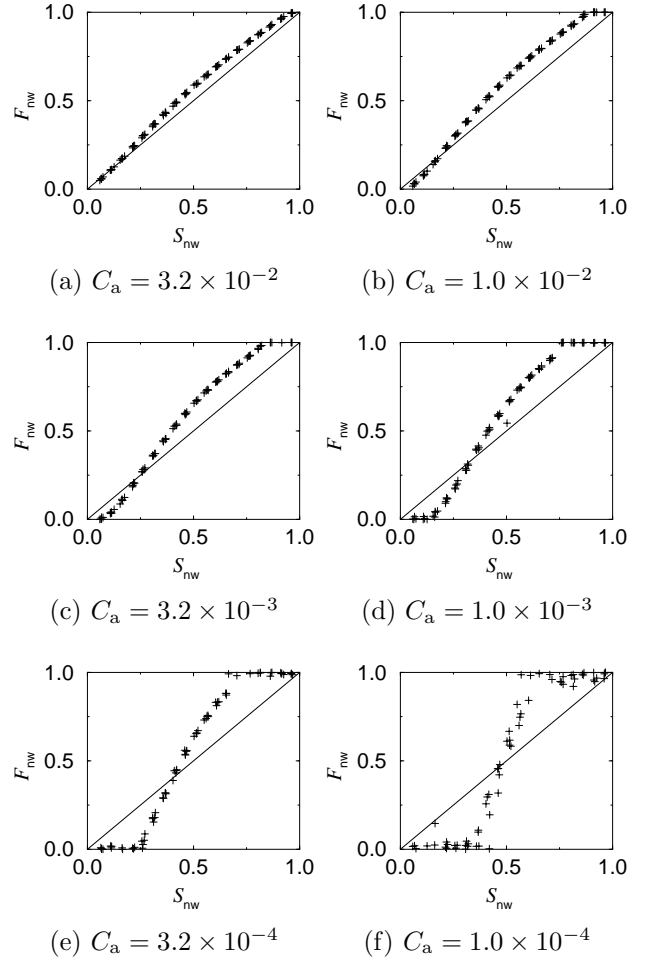 1.0 1.0
F_nw 0.5 F_nw 0.5
0.0 0.0
0.0 0.5 1.0 0.0 0.5 1.0
S_nw S_nw
(a) C_a = 3.2 × 10^−2 (b) C_a = 1.0 × 10^−2
1.0 1.0
F_nw 0.5 F_nw 0.5
0.0 0.0
0.0 0.5 1.0 0.0 0.5 1.0
S_nw S_nw
(c) C_a = 3.2 × 10^−3 (d) C_a = 1.0 × 10^−3
1.0 1.0
F_nw 0.5 F_nw 0.5
0.0 0.0
0.0 0.5 1.0 0.0 0.5 1.0
S_nw S_nw
(e) C_a = 3.2 × 10^−4 (f) C_a = 1.0 × 10^−4